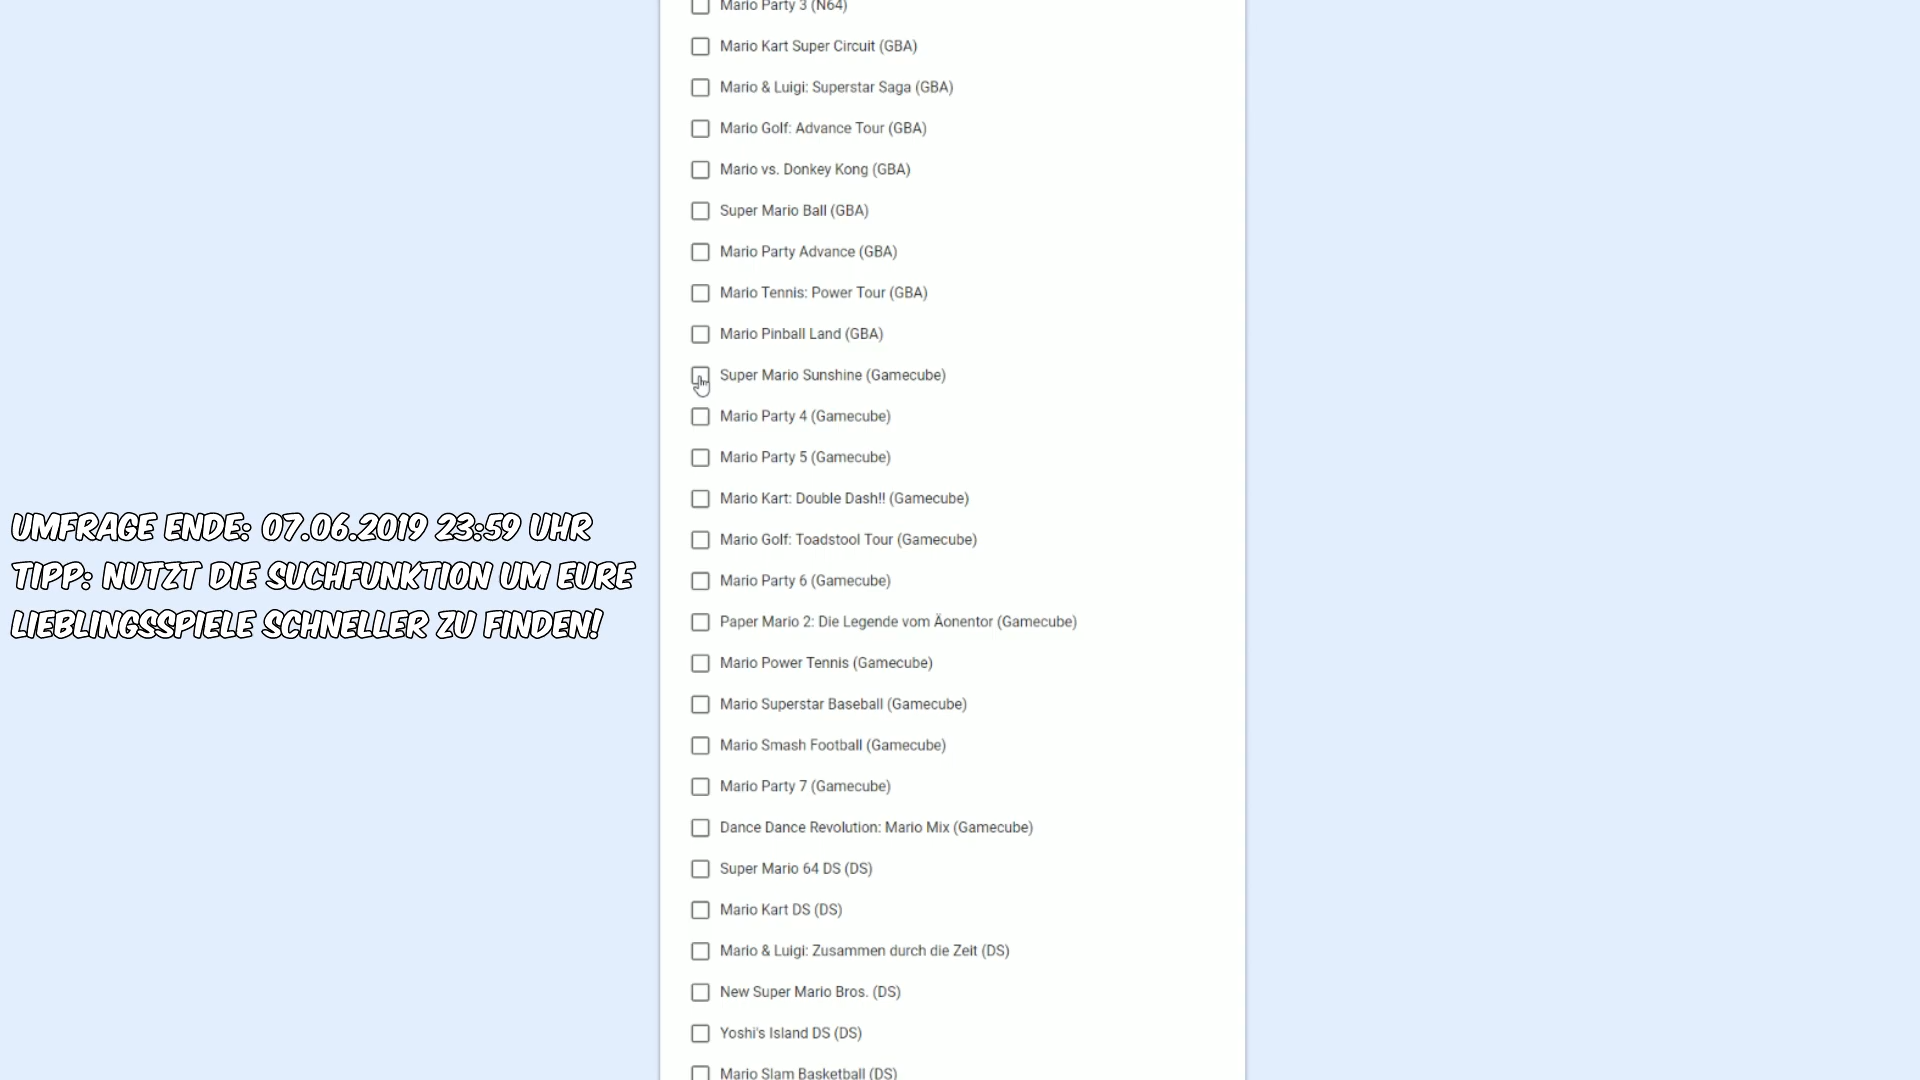 Mario Party 3 (N64)
Mario Kart Super Circuit (GBA)
Mario & Luigi: Superstar Saga (GBA)
Mario Golf: Advance Tour (GBA)
Mario vs. Donkey Kong (GBA)
Super Mario Ball (GBA)
Mario Party Advance (GBA)
Mario Tennis: Power Tour (GBA)
Mario Pinball Land (GBA)
Super Mario Sunshine (Gamecube)
Mario Party 4 (Gamecube)
Mario Party 5 (Gamecube)
Mario Kart: Double Dash!! (Gamecube)
Mario Golf: Toadstool Tour (Gamecube)
Mario Party 6 (Gamecube)
Paper Mario 2: Die Legende vom Äonentor (Gamecube)
Mario Power Tennis (Gamecube)
Mario Superstar Baseball (Gamecube)
Mario Smash Football (Gamecube)
Mario Party 7 (Gamecube)
Dance Dance Revolution: Mario Mix (Gamecube)
Super Mario 64 DS (DS)
Mario Kart DS (DS)
Mario & Luigi: Zusammen durch die Zeit (DS)
New Super Mario Bros. (DS)
Yoshi's Island DS (DS)
Mario Slam Basketball (DS)
UMFRAGE ENDE: 07.06.2019 23:59 UHR
TIPP: NUTZT DIE SUCHFUNKTION UM EURE
LIEBLINGSSPIELE SCHNELLER ZU FINDEN!